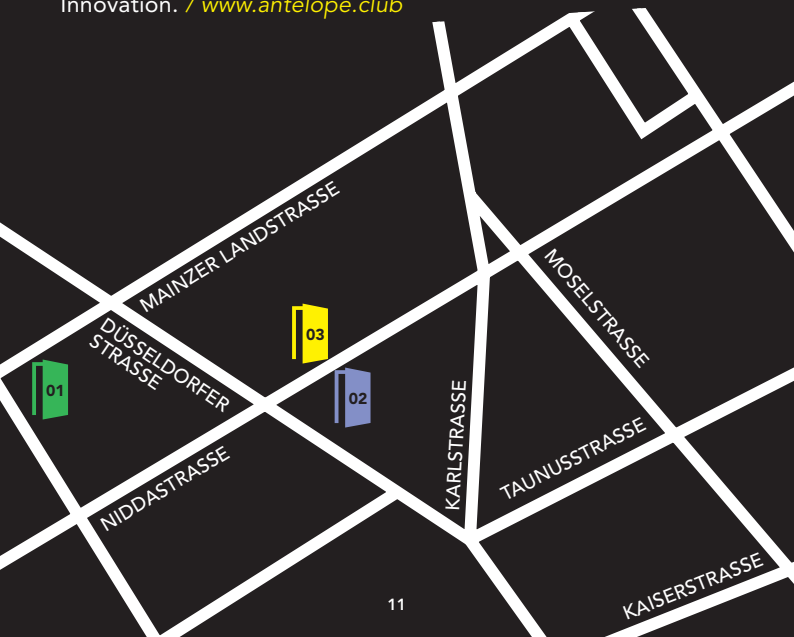 Innovation. / www.antelope.club
MAINZER LANDSTRASSE
MOSELSTRASSE
03
DÜSSELDORFER
STRASSE
01
02
KARLSTRASSE
TAUNUSSTRASSE
NIDDASTRASSE
KAISERSTRASSE
11